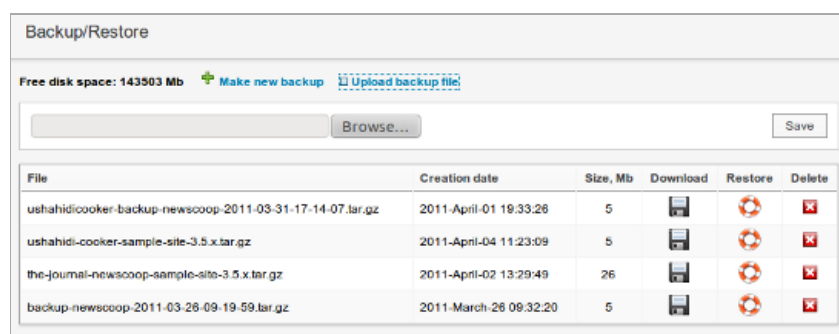 Backup/Restore
Free disk space: 143503 Mb Make new backup Upload backup file
Browse... Save
File Creation date Size, Mb Download Restore Delete
ushahidicooker-backup-newscoop-2011-03-31-17-14-07.tar.gz 2011-April-01 19:33:26 5
ushahidi-cooker-sample-site-3.5.x.tar.gz 2011-April-04 11:23:09 5
the-journal-newscoop-sample-site-3.5.x.tar.gz 2011-April-02 13:29:49 26
backup-newscoop-2011-03-26-09-19-59.tar.gz 2011-March-26 09:32:20 5